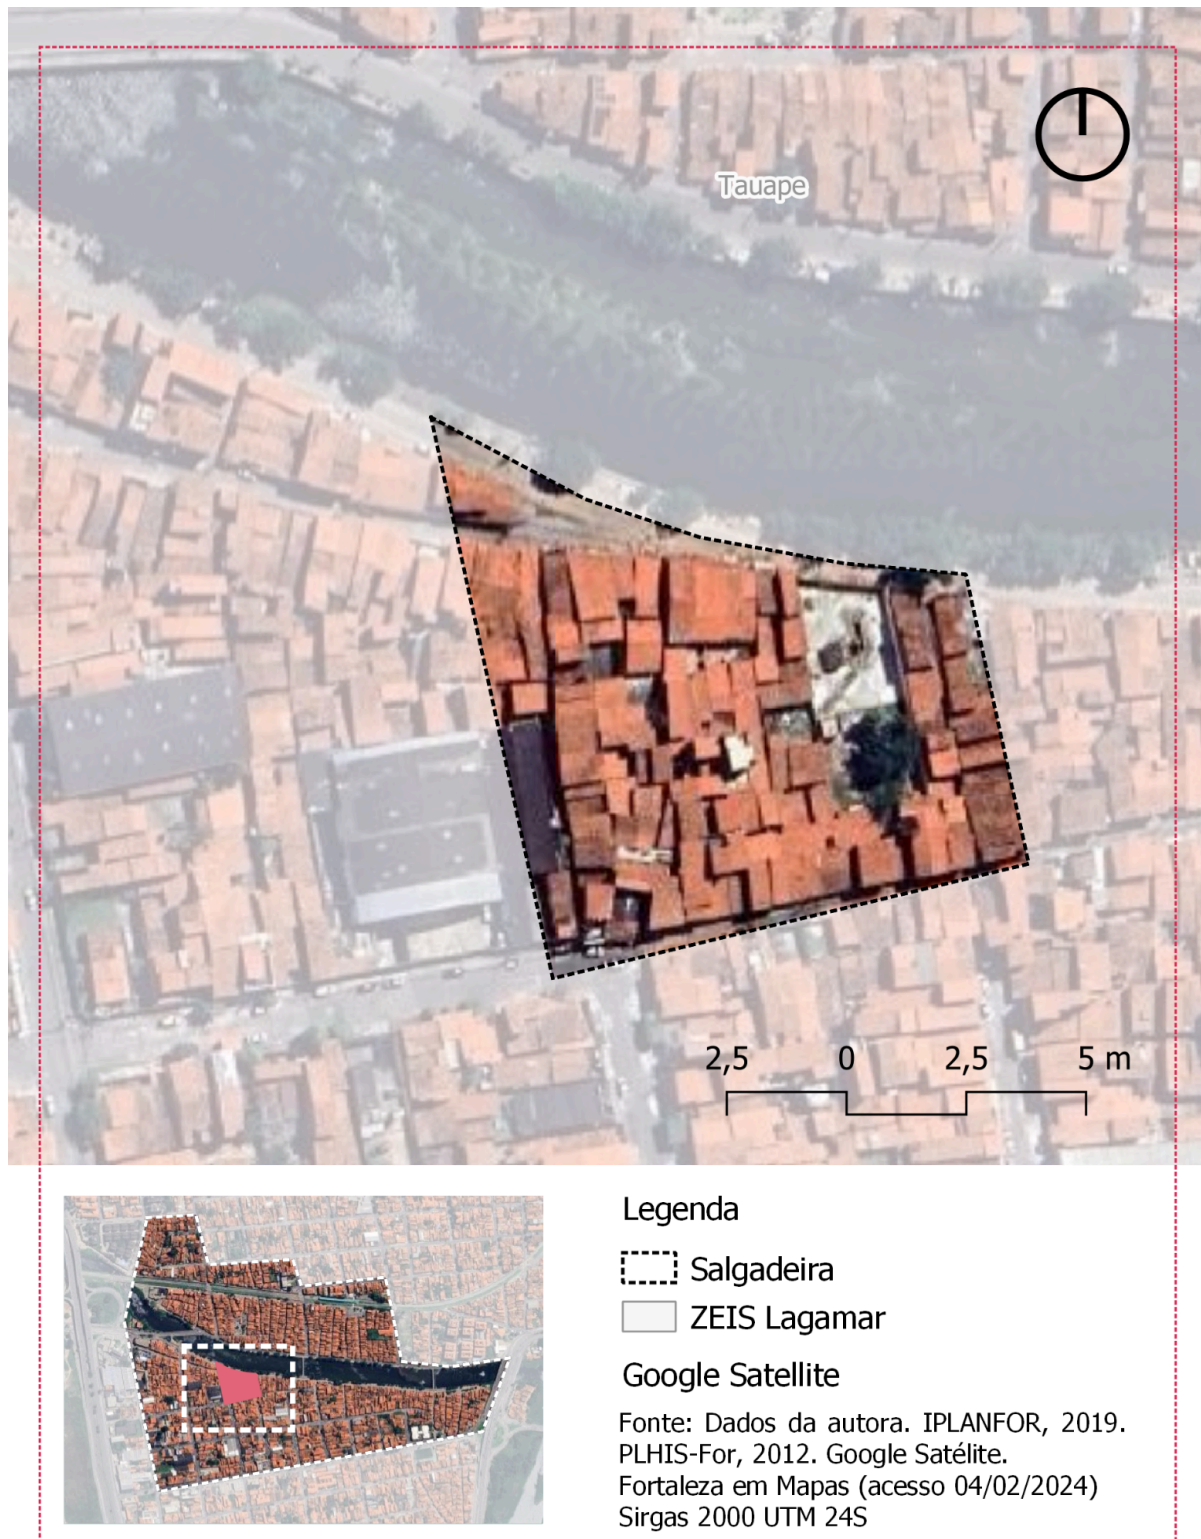 Tauape
2,5 0 2,5 5 m
Legenda
Salgadeira
ZEIS Lagamar
Google Satellite
Fonte: Dados da autora. IPLANFOR, 2019.
PLHIS-For, 2012. Google Satélite.
Fortaleza em Mapas (acesso 04/02/2024)
Sirgas 2000 UTM 24S